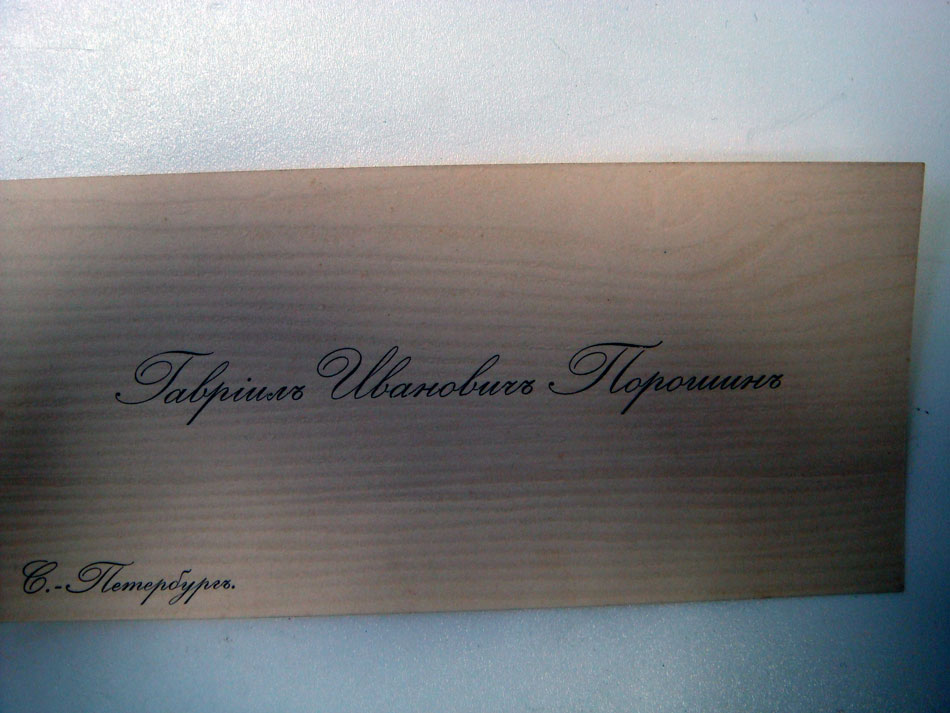 Гавріилъ Ивановичъ Порошинъ
С.-Петербургъ.